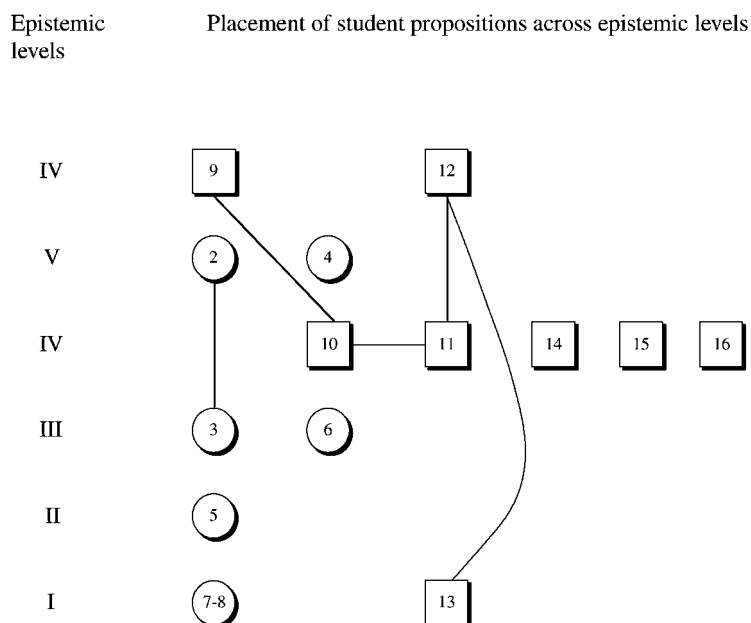 Epistemic levels
Placement of student propositions across epistemic levels
IV 9 12
V 2 4
IV 10 11 14 15 16
III 3 6
II 5
I 7-8 13